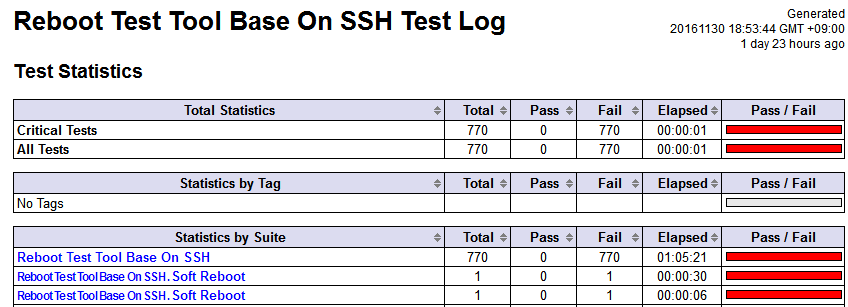 Reboot Test Tool Base On SSH Test Log
Generated
20161130 18:53:44 GMT +09:00
1 day 23 hours ago
Test Statistics
Total Statistics Total Pass Fail Elapsed Pass / Fail
Critical Tests 770 0 770 00:00:01
All Tests 770 0 770 00:00:01
Statistics by Tag Total Pass Fail Elapsed Pass / Fail
No Tags
Statistics by Suite Total Pass Fail Elapsed Pass / Fail
Reboot Test Tool Base On SSH 770 0 770 01:05:21
Reboot Test Tool Base On SSH. Soft Reboot 1 0 1 00:00:30
Reboot Test Tool Base On SSH. Soft Reboot 1 0 1 00:00:06